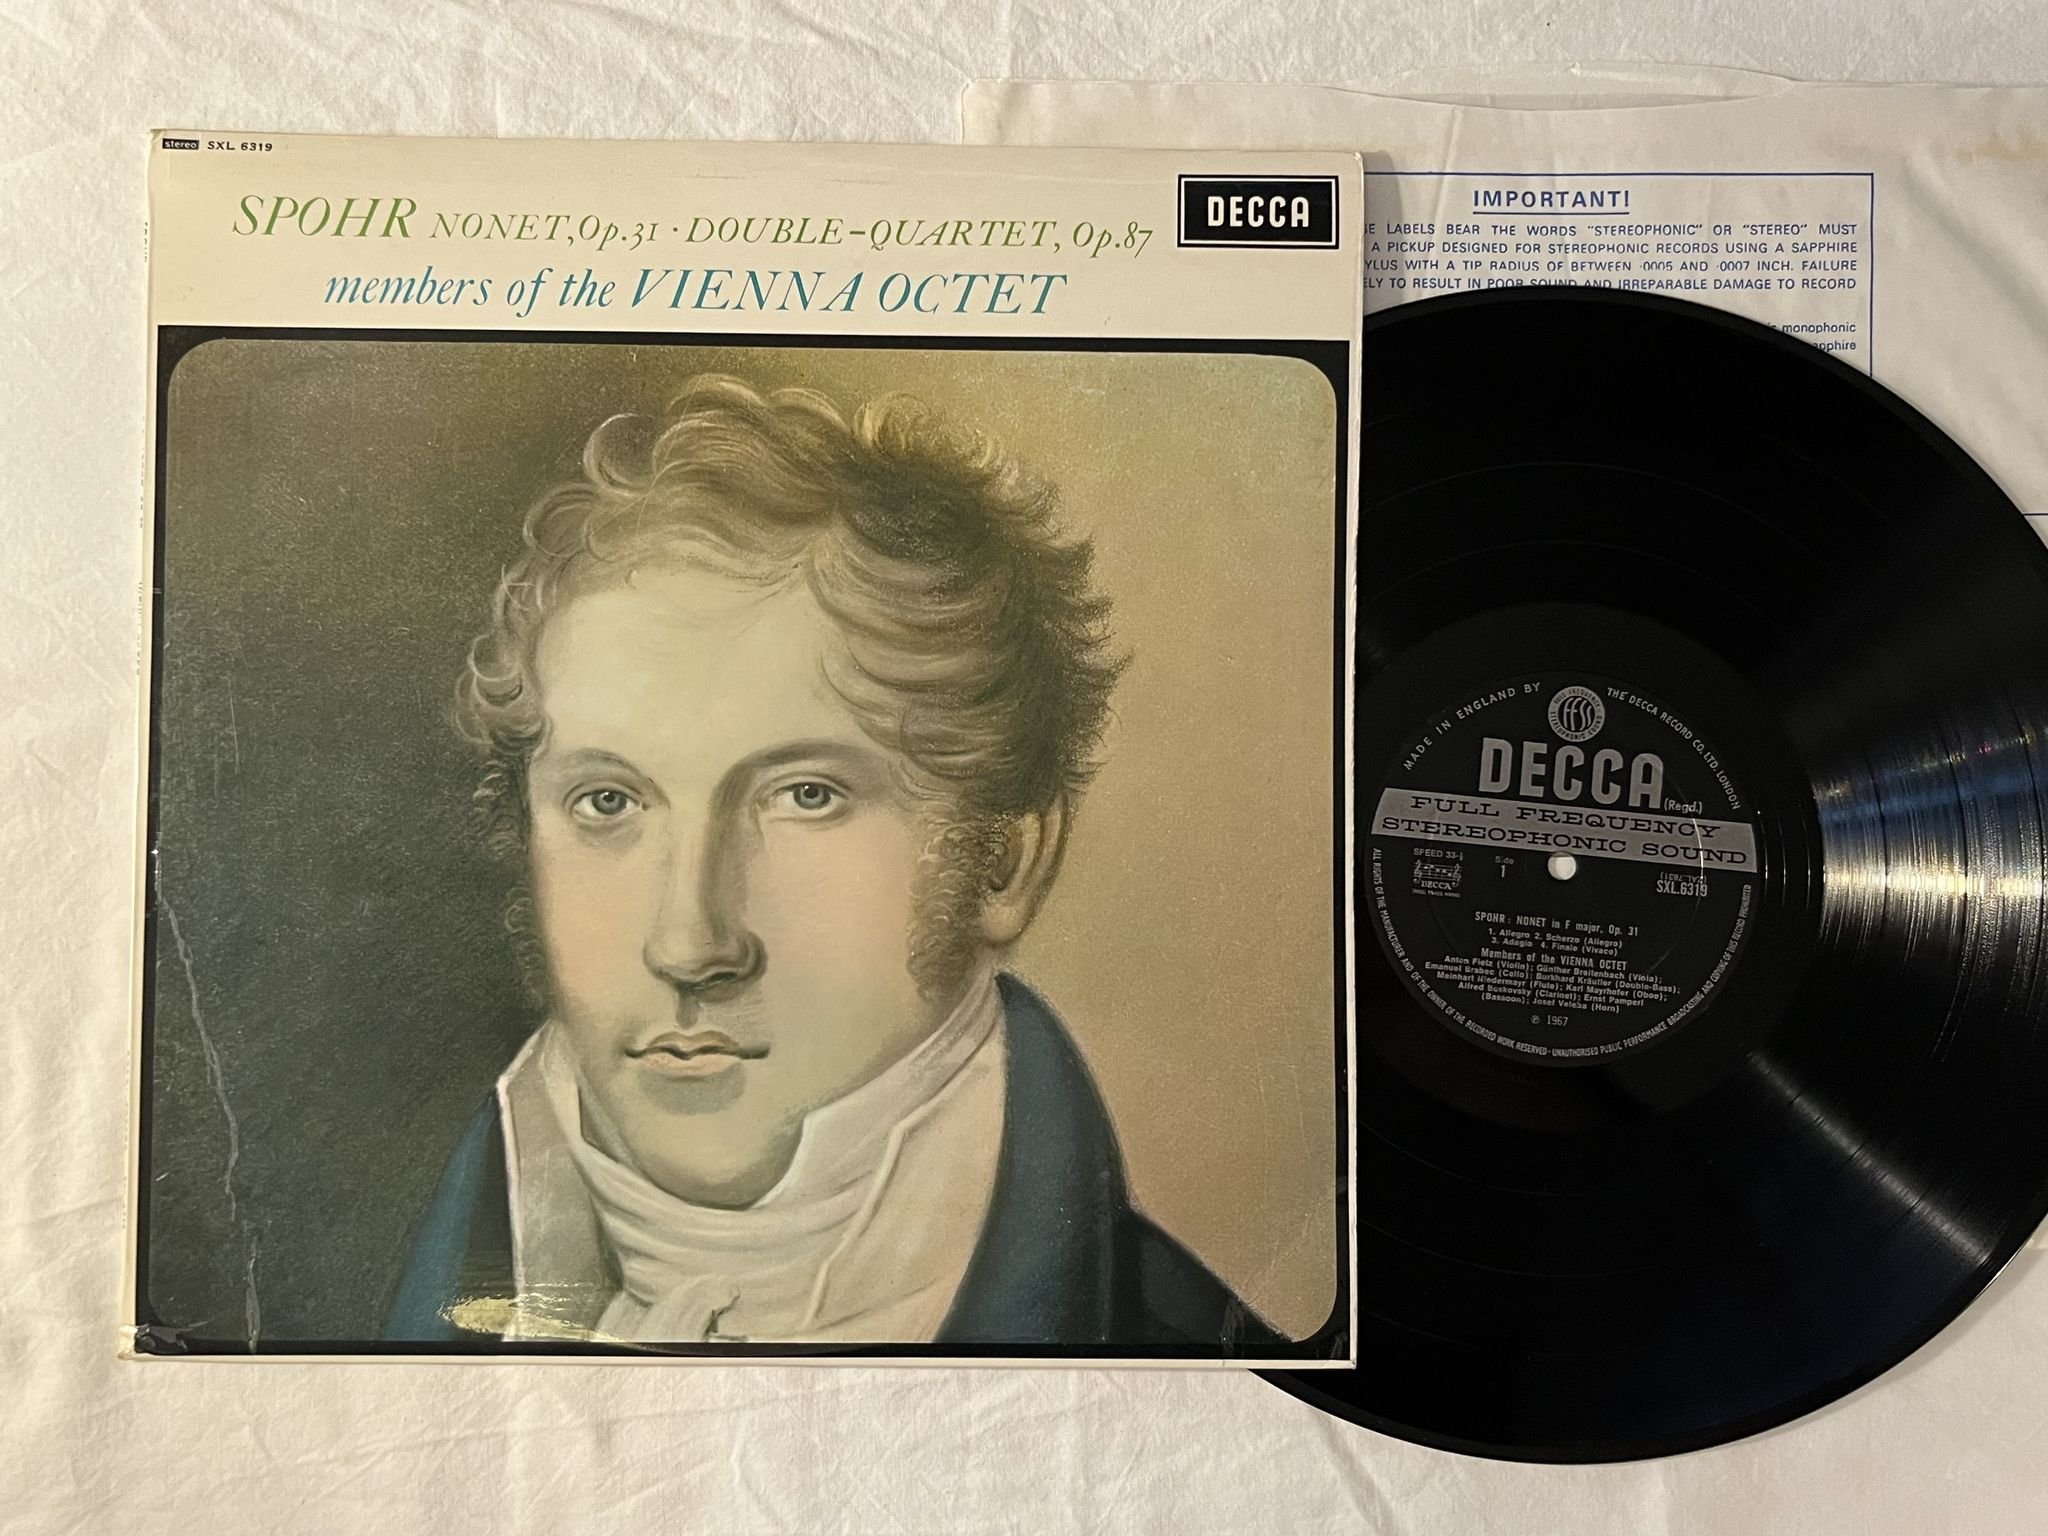 stereo SXL 6319
SPOHR NONET, Op.31 · DOUBLE-QUARTET, Op.87
members of the VIENNA OCTET
DECCA
IMPORTANT!
LABELS BEAR THE WORDS "STEREOPHONIC" OR "STEREO" MUST
A PICKUP DESIGNED FOR STEREOPHONIC RECORDS USING A SAPPHIRE
WITH A TIP RADIUS OF BETWEEN ·0005 AND ·0007 INCH. FAILURE
TO RESULT IN POOR SOUND AND IRREPARABLE DAMAGE TO RECORD
monophonic
sapphire
MADE IN ENGLAND BY THE DECCA RECORD CO. LTD. LONDON
FULL FREQUENCY STEREOPHONIC SOUND
FFSS
DECCA
(Regd.)
FULL FREQUENCY
STEREOPHONIC SOUND
SPEED 33⅓
Side
1
DECCA
(ZAL.7831)
SXL.6319
SPOHR: NONET in F major, Op. 31
1. Allegro 2. Scherzo (Allegro)
3. Adagio 4. Finale (Vivace)
Members of the VIENNA OCTET
Anton Fietz (Violin); Günther Breitenbach (Viola);
Emanuel Brabec (Cello); Burkhard Kräutler (Double-Bass);
Meinhart Niedermayr (Flute); Karl Mayrhofer (Oboe);
Alfred Boskovsky (Clarinet); Ernst Pamperl
(Bassoon); Josef Veleba (Horn)
℗ 1967
ALL RIGHTS OF THE MANUFACTURER AND OF THE OWNER OF THE RECORDED WORK RESERVED · UNAUTHORISED PUBLIC PERFORMANCE BROADCASTING AND COPYING OF THIS RECORD PROHIBITED